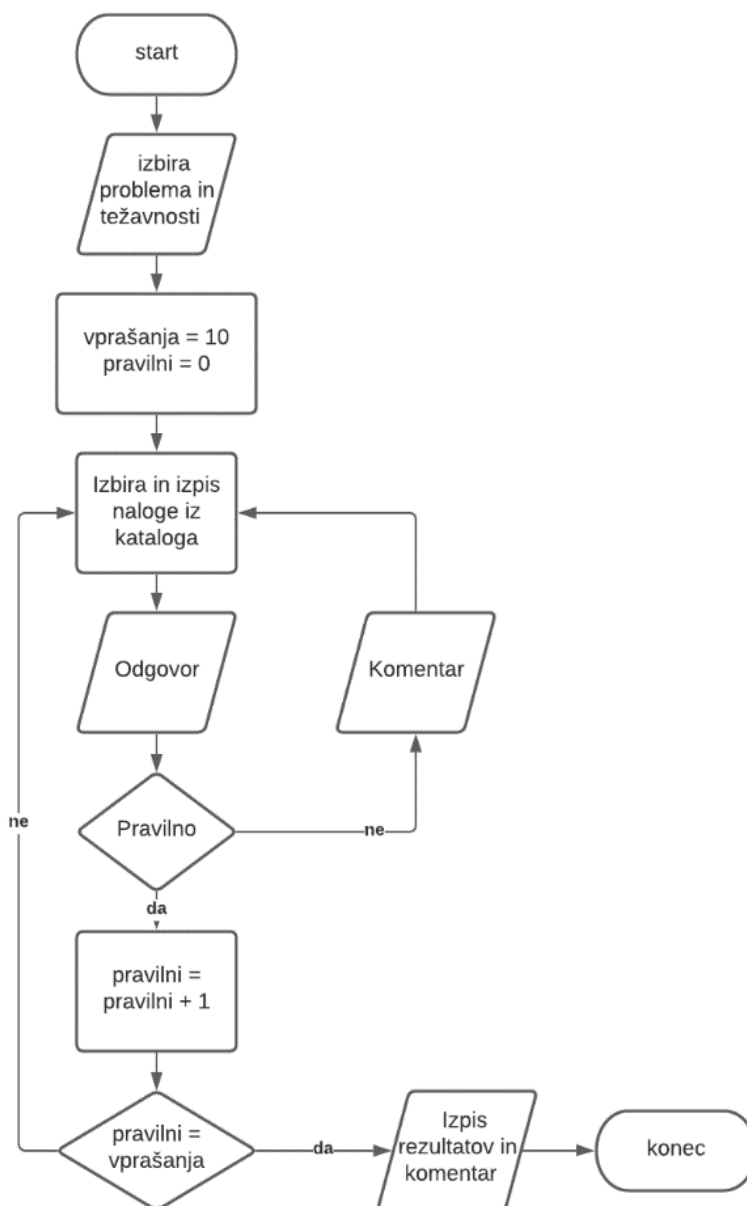 start
izbira
problema in
težavnosti
vprašanja = 10
pravilni = 0
Izbira in izpis
naloge iz
kataloga
Odgovor
Komentar
Pravilno
ne
ne
da
pravilni =
pravilni + 1
pravilni =
vprašanja
da
Izpis
rezultatov in
komentar
konec